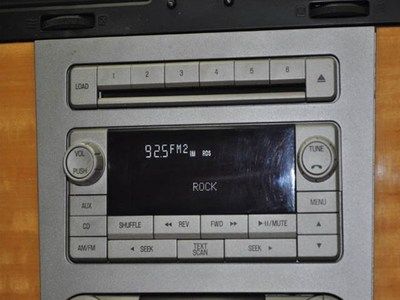 LOAD 1 2 3 4 5 6
VOL 92.5 FM2 RDS TUNE
PUSH
ROCK
AUX MENU
CD SHUFFLE REV FWD /MUTE
AM/FM SEEK TEXT SCAN SEEK